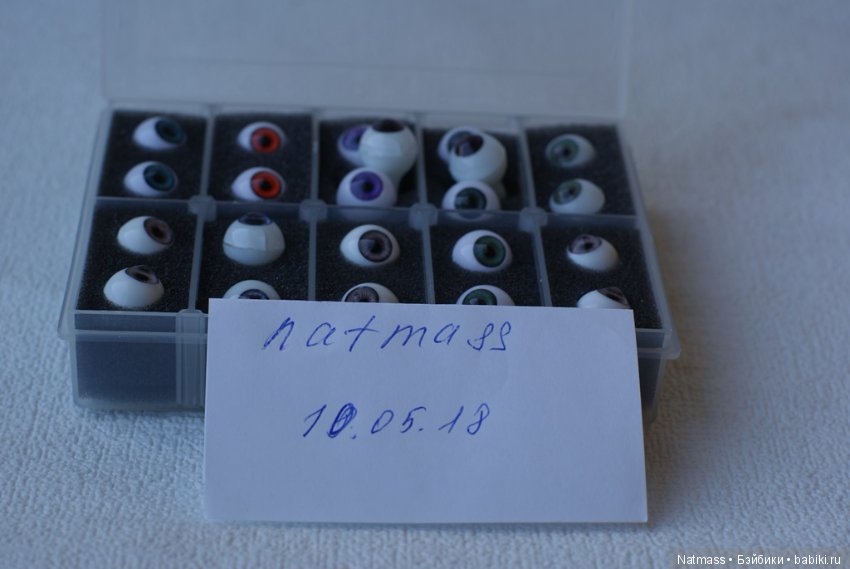 natmass
10.05.18
Natmass • Бэйбики • babiki.ru